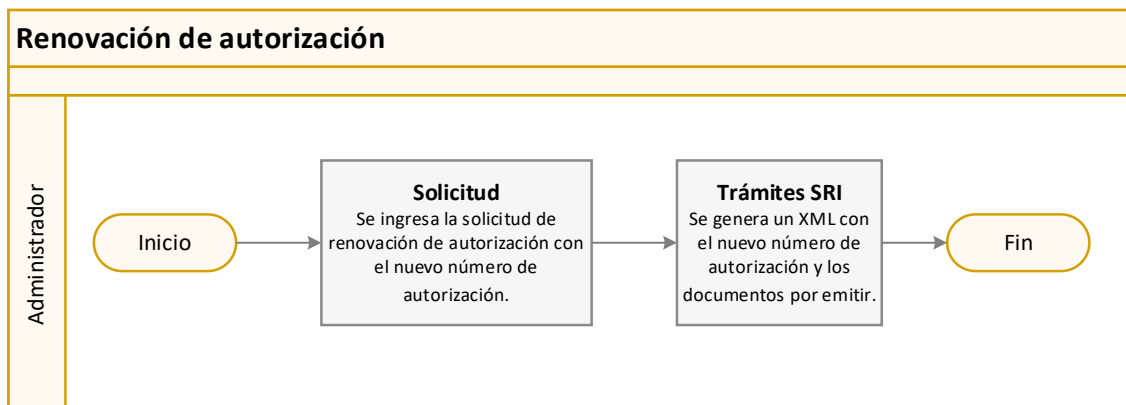 Renovación de autorización
Administrador
Inicio
Solicitud
Se ingresa la solicitud de
renovación de autorización con
el nuevo número de
autorización.
Trámites SRI
Se genera un XML con
el nuevo número de
autorización y los
documentos por emitir.
Fin